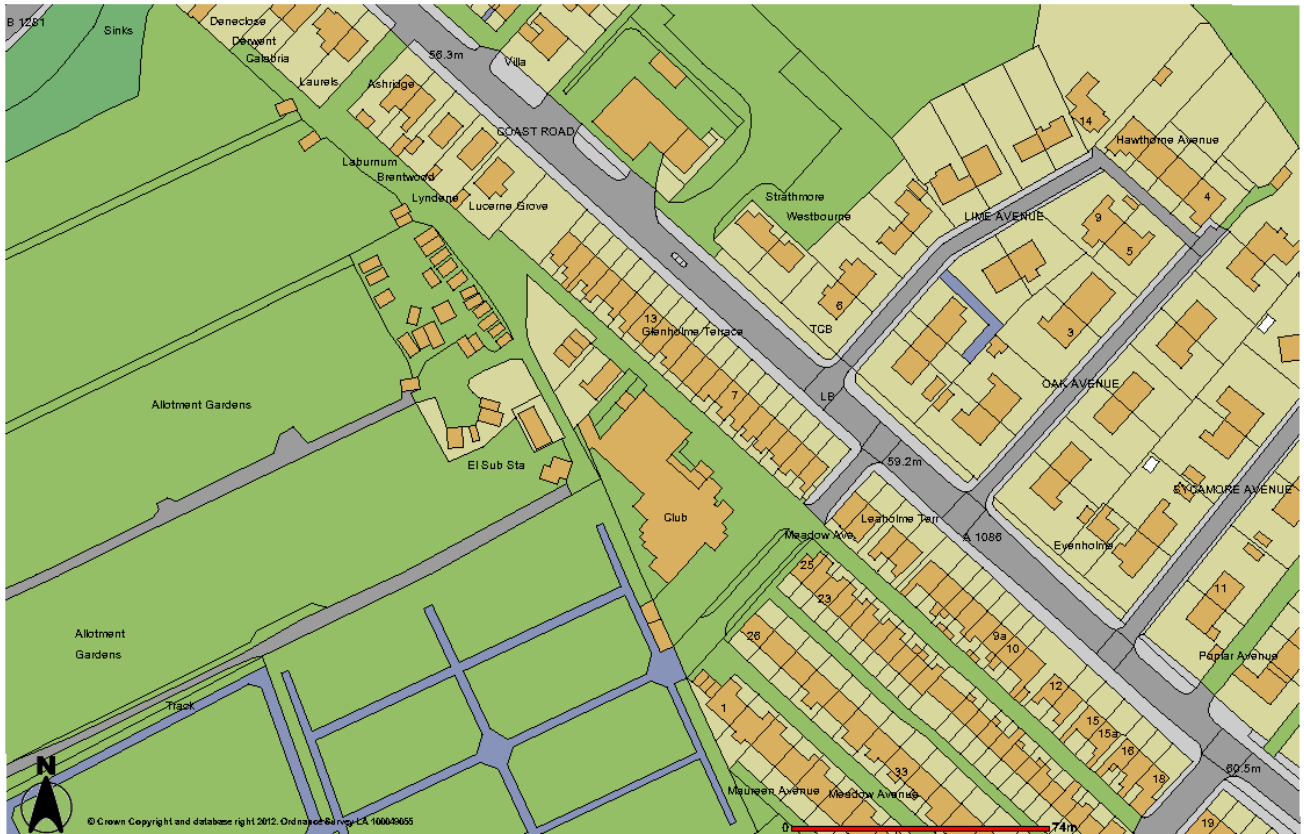 B 1281
Sinks
Deneclose
Derwent
Calabria
Laurels
Ashridge
56.3m
Villa
COAST ROAD
14
Hawthorne Avenue
Laburnum
Brentwood
Lyndene
Lucerne Grove
Strathmore
Westbourne
LIME AVENUE
4
9
5
6
13
Glenholme Terrace
TCB
3
OAK AVENUE
7
LB
Allotment Gardens
El Sub Sta
59.2m
SYCAMORE AVENUE
Club
Leaholme Terr
A 1086
Meadow Ave
Evenholme
25
23
11
26
9a
10
Allotment
Gardens
Poplar Avenue
12
1
15
15a
16
18
Track
33
60.5m
Maureen Avenue
Meadow Avenue
19
N
© Crown Copyright and database right 2012. Ordnance Survey LA 100049055
0
74m